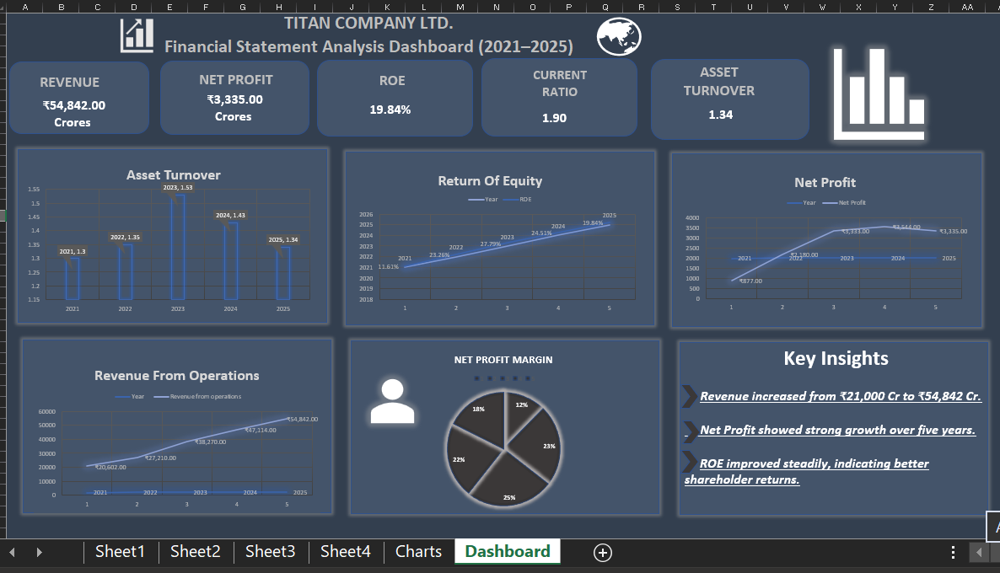 A B C D E F G H I J K L M N O P Q R S T U V W X Y Z AA
TITAN COMPANY LTD.
Financial Statement Analysis Dashboard (2021–2025)
REVENUE
₹54,842.00
Crores
NET PROFIT
₹3,335.00
Crores
ROE
19.84%
CURRENT
RATIO
1.90
ASSET
TURNOVER
1.34
Asset Turnover
1.55
1.5
1.45
1.4
1.35
1.3
1.25
1.2
1.15
2021, 1.3
2022, 1.35
2023, 1.53
2024, 1.43
2025, 1.34
2021 2022 2023 2024 2025
Return Of Equity
Year ROE
2026
2025
2024
2023
2022
2021
2020
2019
2018
2021 2022 2023 2024 2025
11.61% 23.26% 27.79% 24.51% 19.84%
1 2 3 4 5
Net Profit
Year Net Profit
4000
3500
3000
2500
2000
1500
1000
500
0
₹877.00 ₹2,180.00 ₹3,333.00 ₹3,544.00 ₹3,335.00
2021 2022 2023 2024 2025
1 2 3 4 5
Revenue From Operations
Year Revenue from operations
60000
50000
40000
30000
20000
10000
0
₹20,602.00 ₹27,210.00 ₹38,270.00 ₹47,114.00 ₹54,842.00
2021 2022 2023 2024 2025
1 2 3 4 5
NET PROFIT MARGIN
12%
23%
25%
22%
18%
Key Insights
Revenue increased from ₹21,000 Cr to ₹54,842 Cr.
Net Profit showed strong growth over five years.
ROE improved steadily, indicating better
shareholder returns.
Sheet1 Sheet2 Sheet3 Sheet4 Charts Dashboard